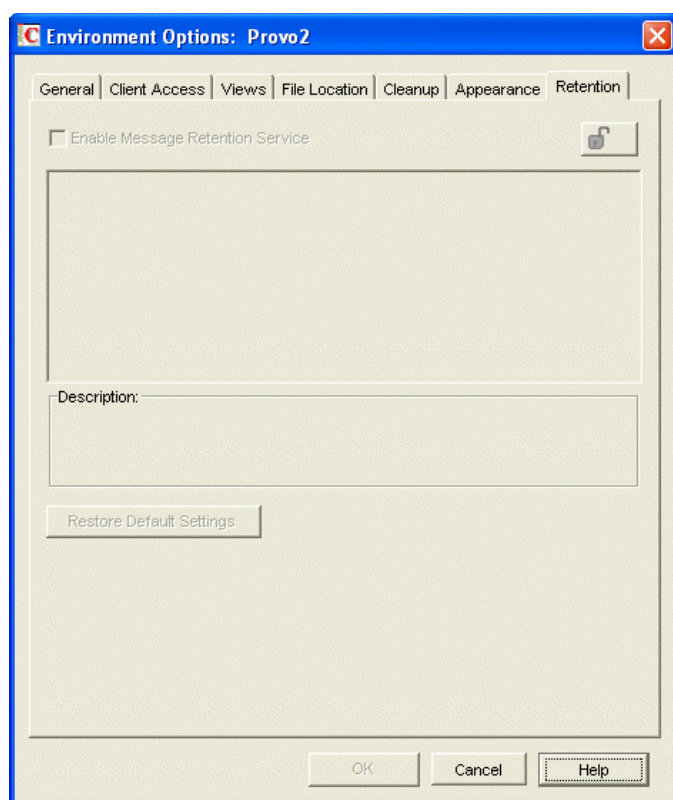 C Environment Options: Provo2
General Client Access Views File Location Cleanup Appearance Retention
Enable Message Retention Service
Description:
Restore Default Settings
OK Cancel Help